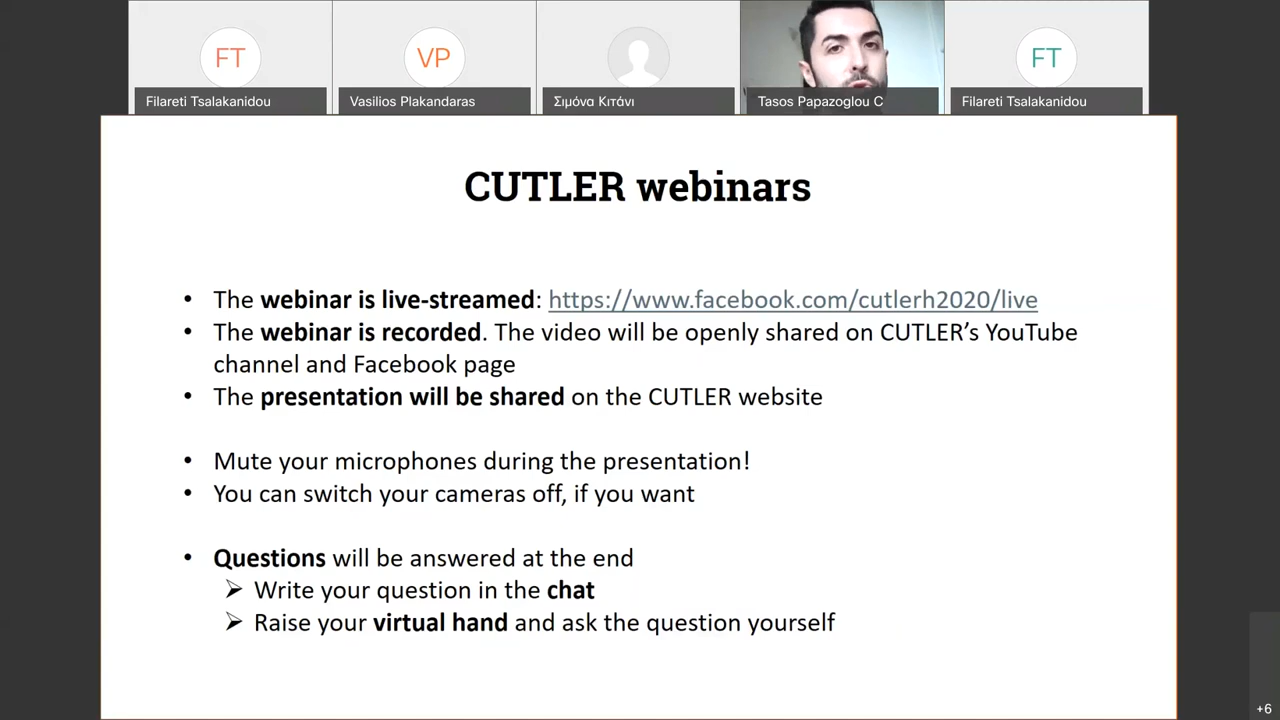 FT
VP
FT
Filareti Tsalakanidou
Vasilios Plakandaras
Σιμόνα Κιτάνι
Tasos Papazoglou C
Filareti Tsalakanidou
CUTLER webinars
• The webinar is live-streamed: https://www.facebook.com/cutlerh2020/live
• The webinar is recorded. The video will be openly shared on CUTLER’s YouTube
channel and Facebook page
• The presentation will be shared on the CUTLER website
• Mute your microphones during the presentation!
• You can switch your cameras off, if you want
• Questions will be answered at the end
➢ Write your question in the chat
➢ Raise your virtual hand and ask the question yourself
+6